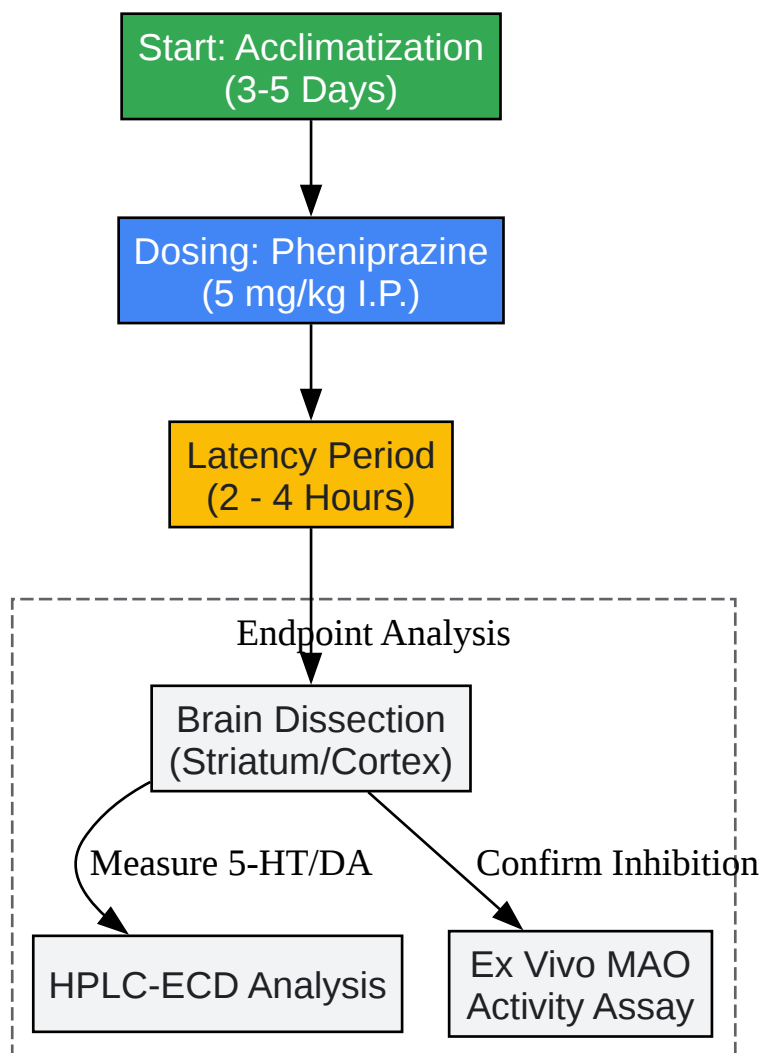 Start: Acclimatization
(3-5 Days)
Dosing: Pheniprazine
(5 mg/kg I.P.)
Latency Period
(2 - 4 Hours)
Endpoint Analysis
Brain Dissection
(Striatum/Cortex)
Measure 5-HT/DA
Confirm Inhibition
HPLC-ECD Analysis
Ex Vivo MAO
Activity Assay